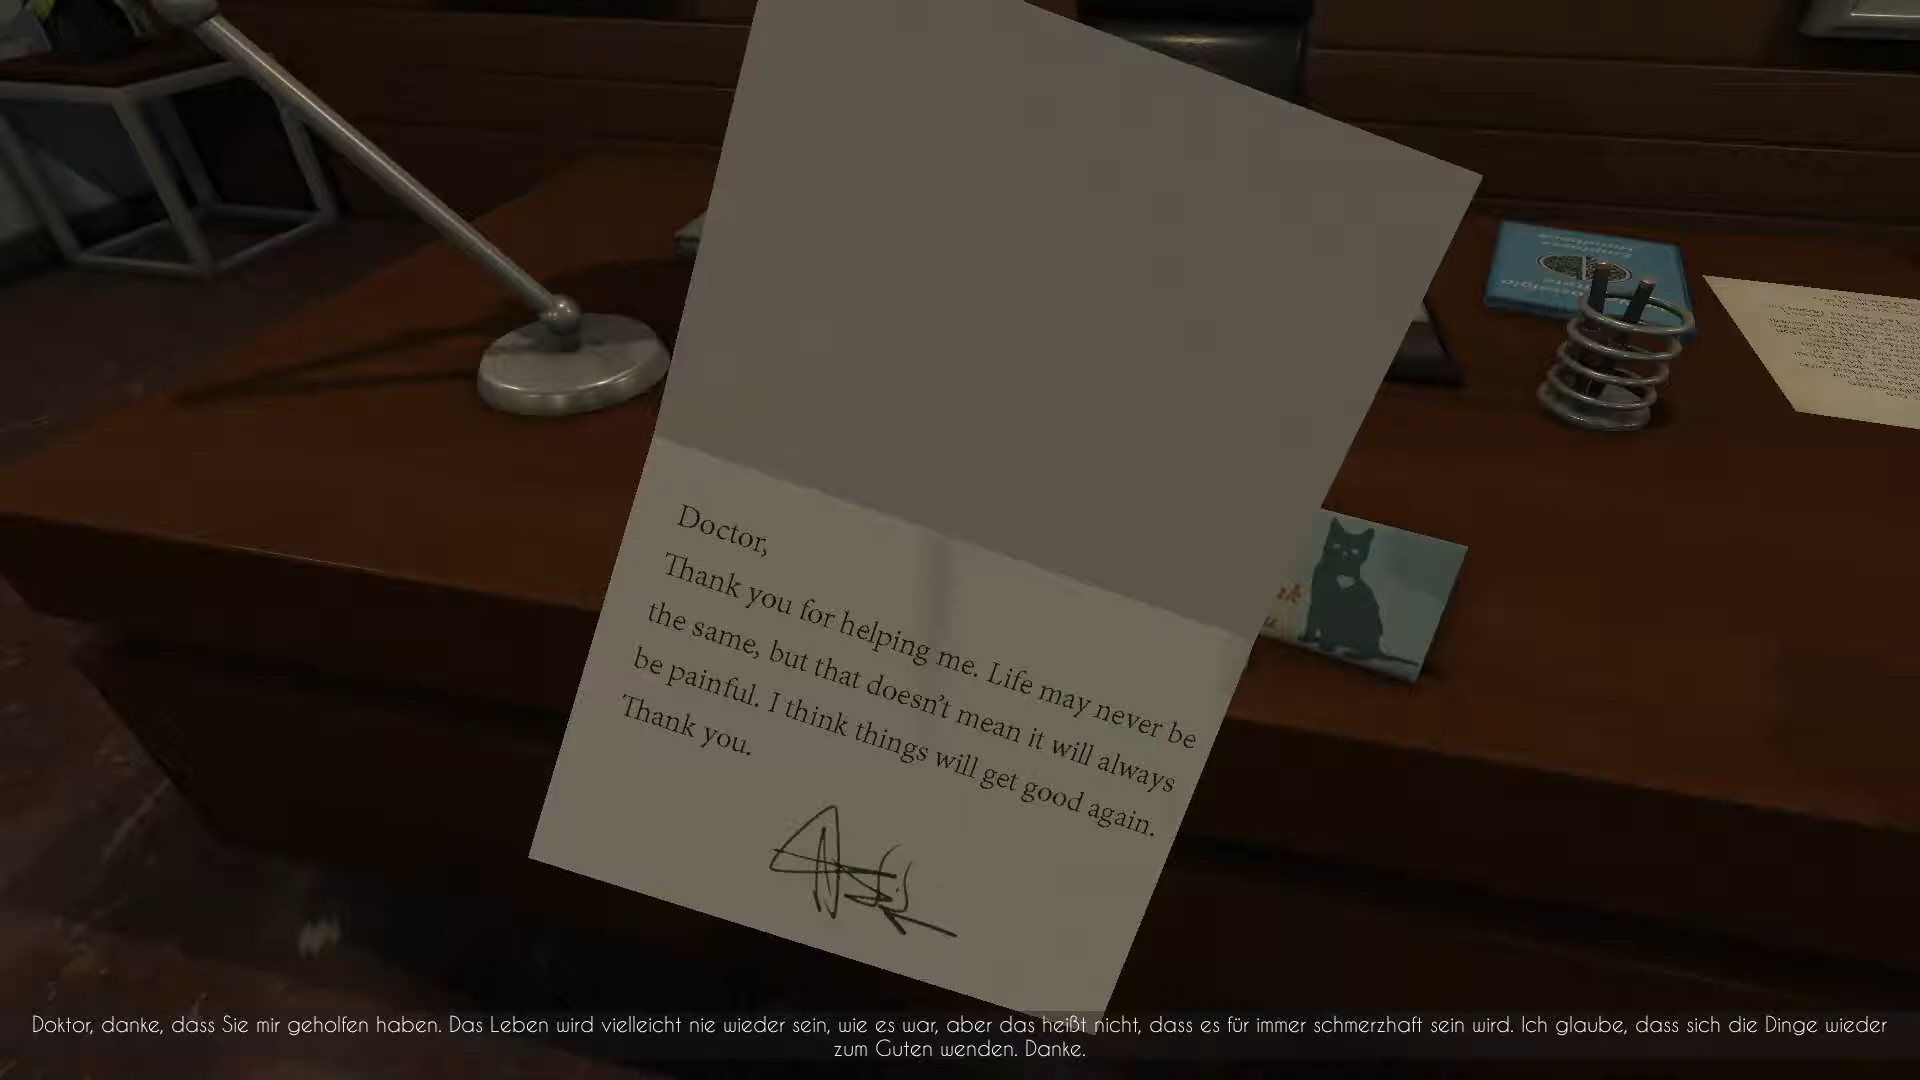 Doctor,
Thank you for helping me. Life may never be
the same, but that doesn't mean it will always
be painful. I think things will get good again.
Thank you.
Employee
Doktor, danke, dass Sie mir geholfen haben. Das Leben wird vielleicht nie wieder sein, wie es war, aber das heißt nicht, dass es für immer schmerzhaft sein wird. Ich glaube, dass sich die Dinge wieder
zum Guten wenden. Danke.